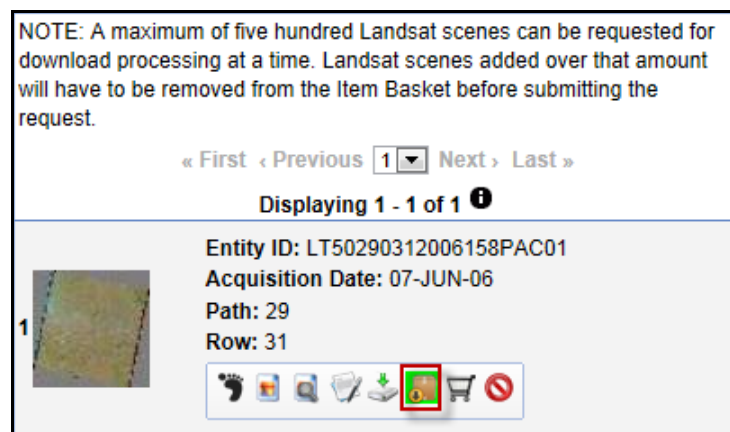 NOTE: A maximum of five hundred Landsat scenes can be requested for
download processing at a time. Landsat scenes added over that amount
will have to be removed from the Item Basket before submitting the
request.
« First ‹ Previous 1 Next › Last »
Displaying 1 - 1 of 1
Entity ID: LT50290312006158PAC01
Acquisition Date: 07-JUN-06
Path: 29
1
Row: 31